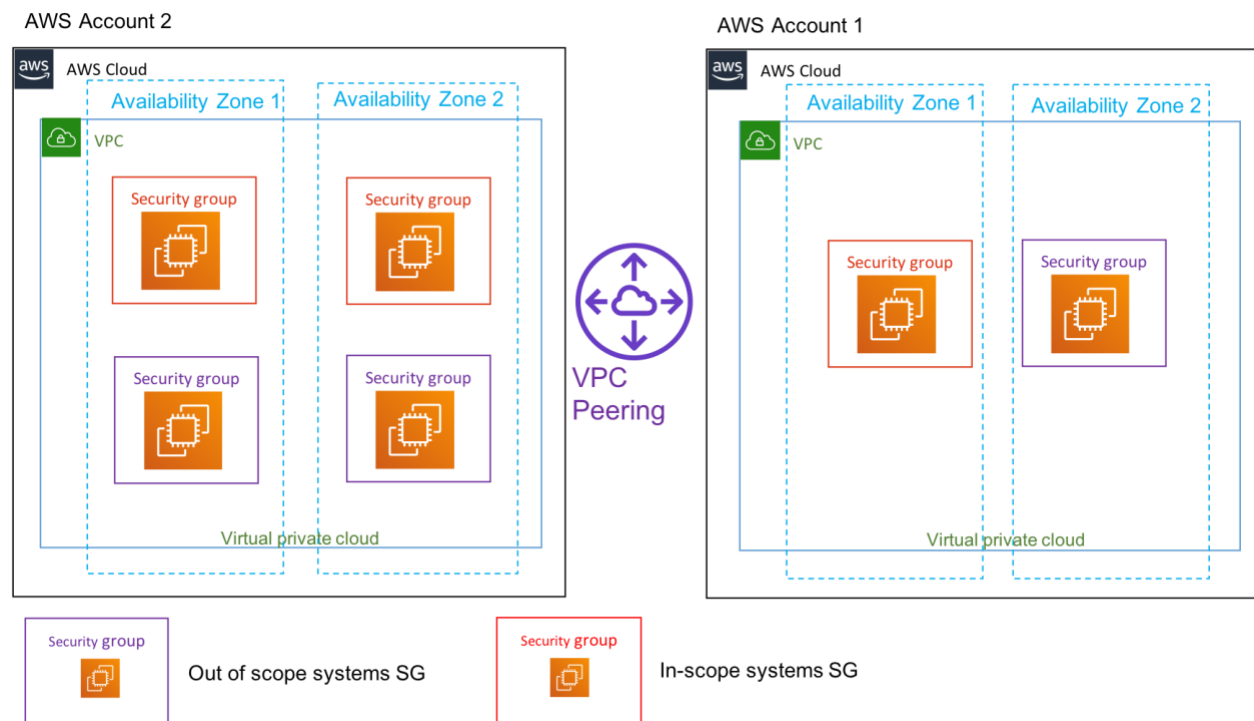 AWS Account 2
aws
AWS Cloud
Availability Zone 1
Availability Zone 2
VPC
Security group
Security group
Security group
Security group
Virtual private cloud
VPC
Peering
AWS Account 1
aws
AWS Cloud
Availability Zone 1
Availability Zone 2
VPC
Security group
Security group
Virtual private cloud
Security group
Out of scope systems SG
Security group
In-scope systems SG